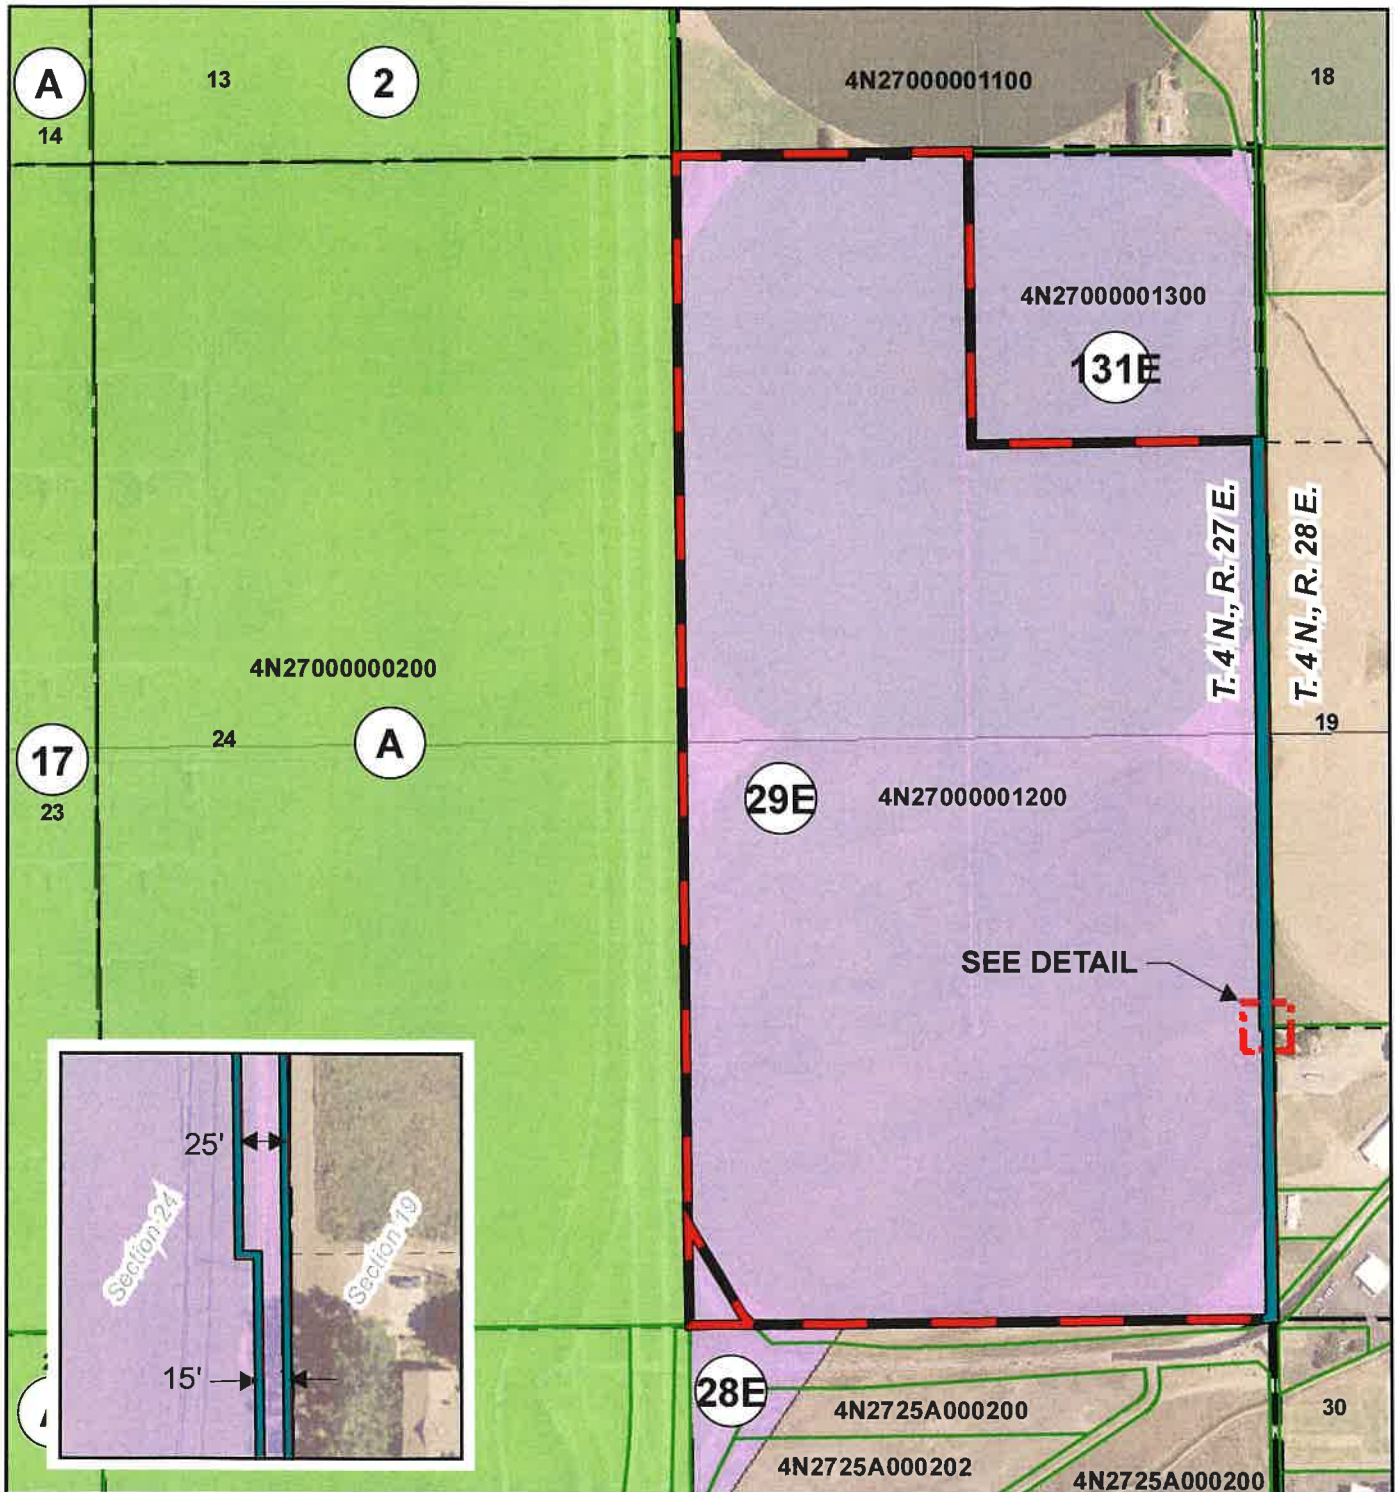 A
13
2
4N27000001100
18
14
4N27000001300
131E
T. 4 N., R. 27 E.
T. 4 N., R. 28 E.
4N27000000200
24
A
19
17
23
29E
4N27000001200
SEE DETAIL
25'
Section 24
Section 19
15'
28E
4N2725A000200
30
4N2725A000202
4N2725A000200